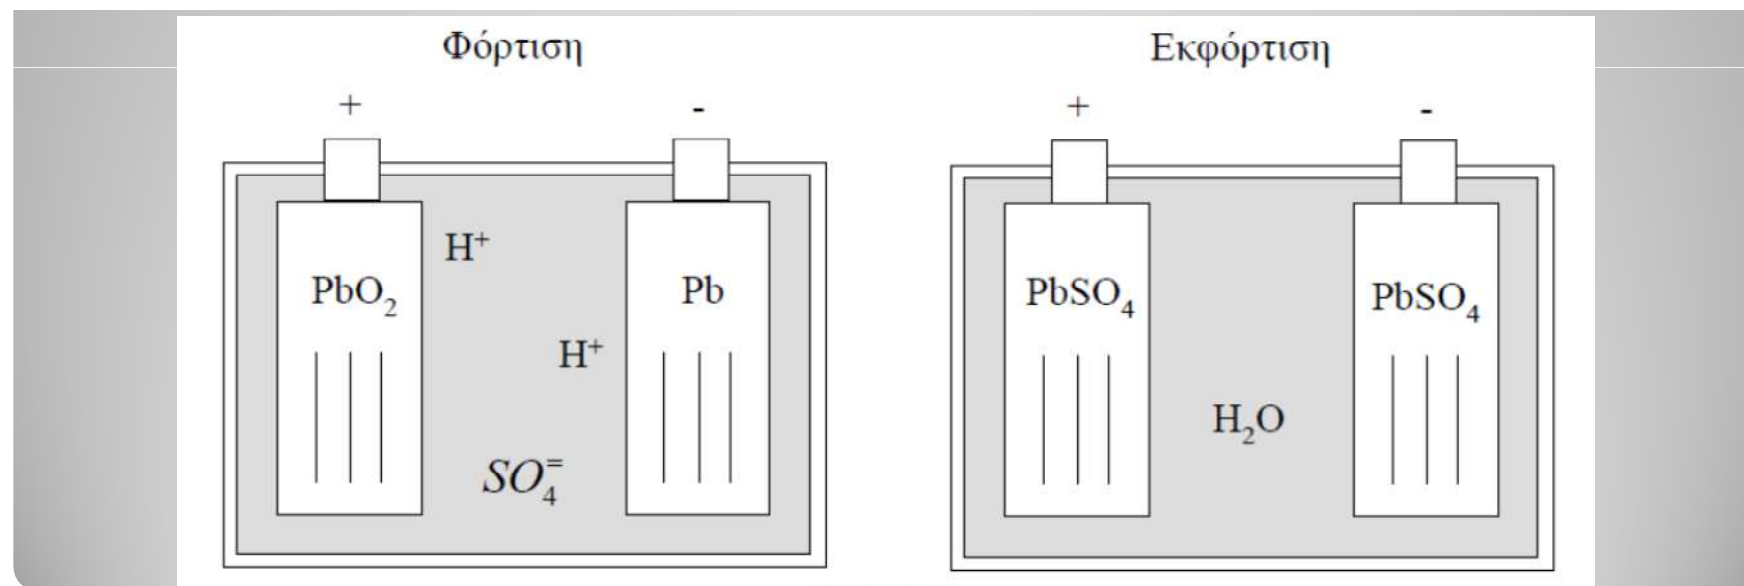 Φόρτιση
+
-
H⁺
PbO₂
Pb
H⁺
SO₄⁼
Εκφόρτιση
+
-
PbSO₄
PbSO₄
H₂O